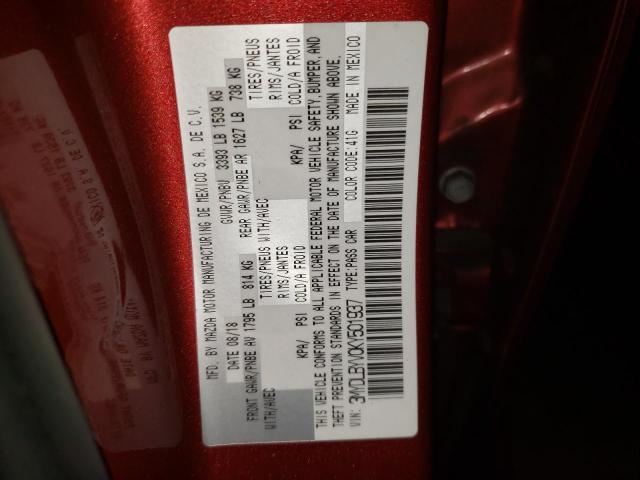 MFD. BY MAZDA MOTOR MANUFACTURING DE MEXICO S.A. DE C.V.
DATE 08/18 GVWR/PNBV 3393 LB 1539 KG
FRONT GAWR/PNBE AV 1795 LB 814 KG REAR GAWR/PNBE AR 1627 LB 738 KG
WITH/AVEC TIRES/PNEUS WITH/AVEC TIRES/PNEUS
RIMS/JANTES RIMS/JANTES
KPA/ PSI COLD/A FROID KPA/ PSI COLD/A FROID
THIS VEHICLE CONFORMS TO ALL APPLICABLE FEDERAL MOTOR VEHICLE SAFETY, BUMPER, AND
THEFT PREVENTION STANDARDS IN EFFECT ON THE DATE OF MANUFACTURE SHOWN ABOVE.
VIN: 3MYDLBYV0KY501937 TYPE:PASS CAR COLOR CODE:41G MADE IN MEXICO